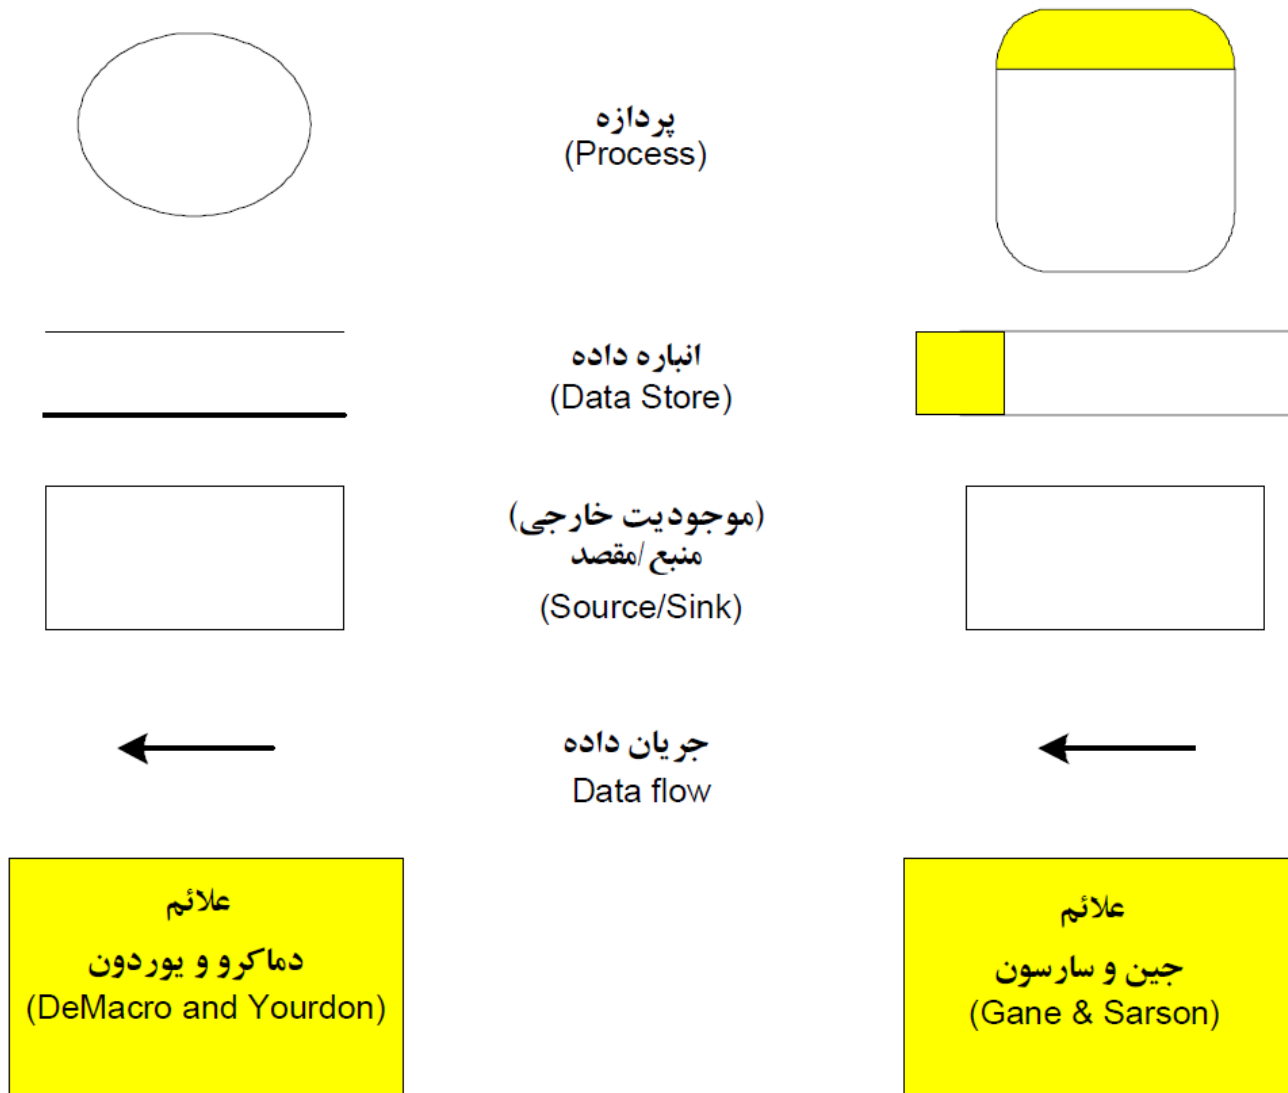 پردازه
(Process)
انباره داده
(Data Store)
(موجودیت خارجی)
منبع/مقصد
(Source/Sink)
جریان داده
Data flow
علائم
دماکرو و یوردون
(DeMacro and Yourdon)
علائم
جین و سارسون
(Gane & Sarson)